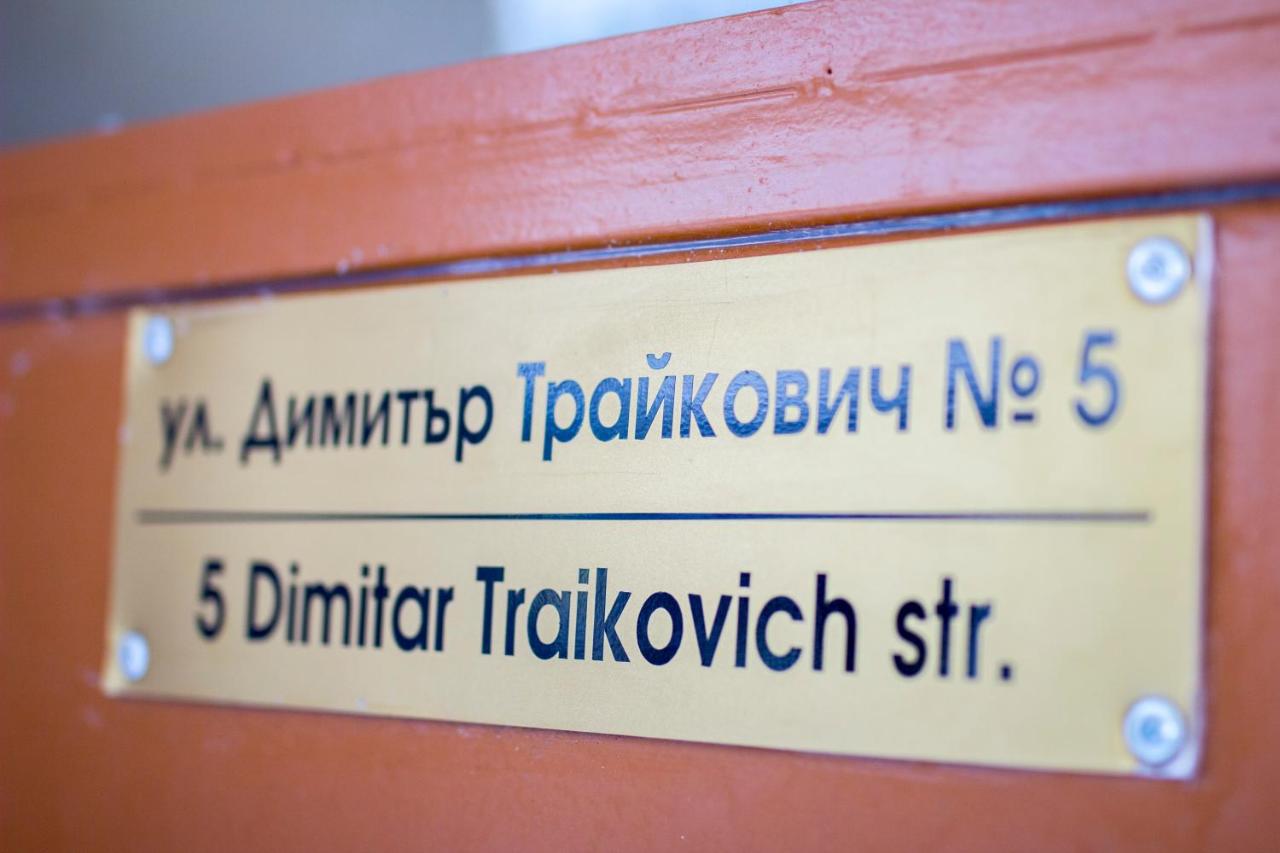 ул. Димитър Трайкович № 5
5 Dimitar Traikovich str.